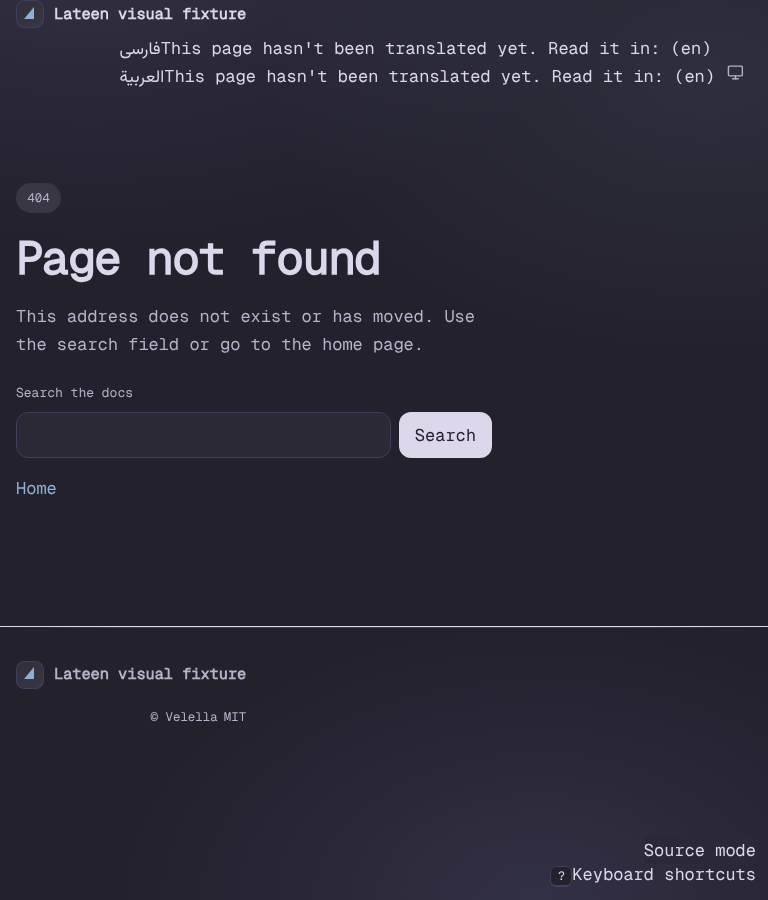 Lateen visual fixture
فارسیThis page hasn't been translated yet. Read it in: (en)
العربيةThis page hasn't been translated yet. Read it in: (en)
404
Page not found
This address does not exist or has moved. Use
the search field or go to the home page.
Search the docs
Search
Home
Lateen visual fixture
© Velella MIT
Source mode
?Keyboard shortcuts